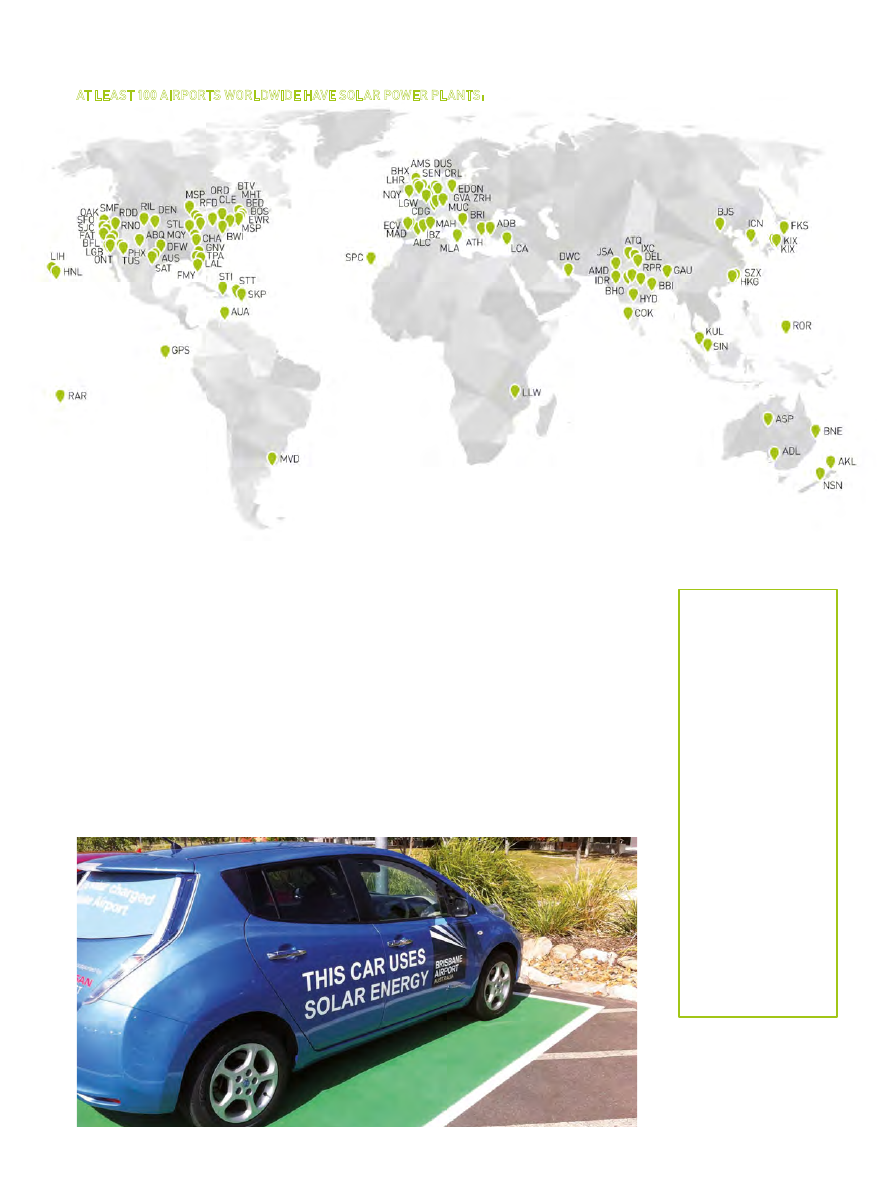 AT LEAST 100 AIRPORTS WORLDWIDE HAVE SOLAR POWER PLANTS.
AMS DUS
BHX
SEN CRL
LHR
EDDN
NQY
GVA ZRH
LGW
MUC
CDG
BRI
ECV
MAH
ADB
MAD
IBZ
ALC
MLA
ATH
LCA
SPC
DWC
BTV
ORD
MHT
MSP
CLE
RFD
BED
SMF
RIL
DEN
BOS
OAK
RDD
EWR
SFO
RNO
STL
MSP
SJC
ABQ
MQY
CHA
BWI
FAT
DFW
GNV
BFL
PHX
AUS
TPA
LGB
TUS
SAT
LAL
ONT
FMY
LIH
HNL
STI
STT
SKP
AUA
GPS
RAR
MVD
LLW
BJS
ICN
FKS
KIX
KIX
ATQ
IXC
JSA
DEL
AMD
RPR
GAU
IDR
BBI
BHO
HYD
COK
SZX
HKG
KUL
SIN
ROR
ASP
BNE
ADL
AKL
NSN
charged
Airport
THIS CAR USES
SOLAR ENERGY
BRISBANE
AIRPORT
AUSTRALIA